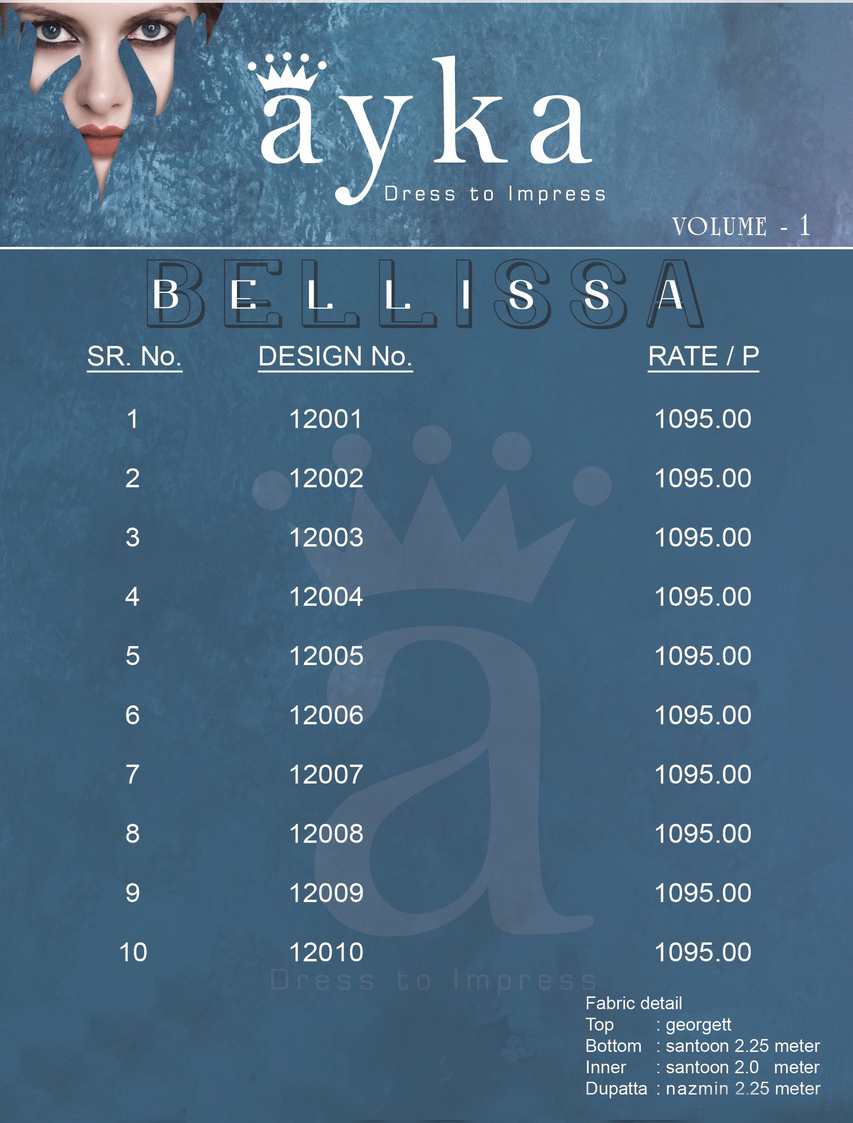 ayka
Dress to Impress
VOLUME - 1
BELLISSA
SR. No. DESIGN No. RATE / P
1 12001 1095.00
2 12002 1095.00
3 12003 1095.00
4 12004 1095.00
5 12005 1095.00
6 12006 1095.00
7 12007 1095.00
8 12008 1095.00
9 12009 1095.00
10 12010 1095.00
a
Dress to Impress
Fabric detail
Top : georgett
Bottom : santoon 2.25 meter
Inner : santoon 2.0 meter
Dupatta : nazmin 2.25 meter